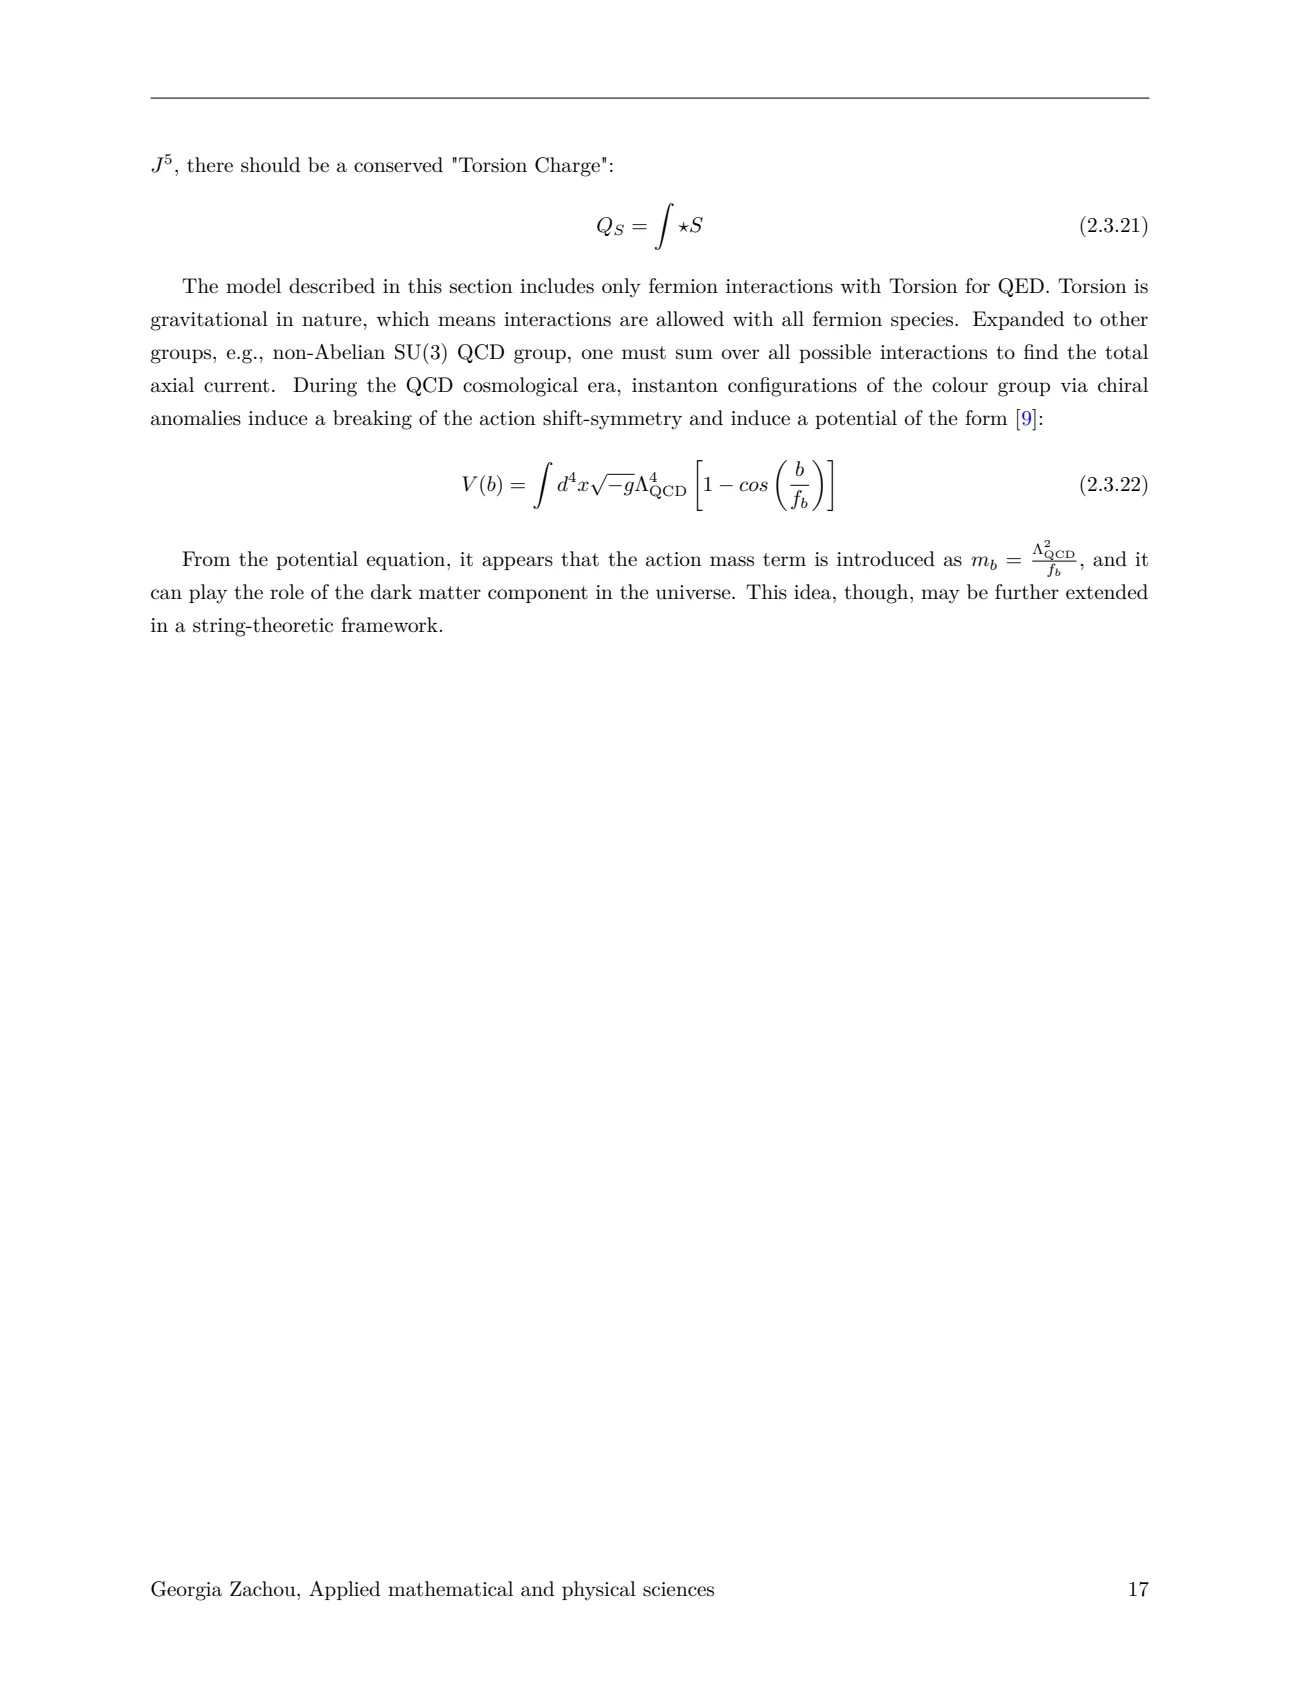 J⁵, there should be a conserved "Torsion Charge":
Q_S = ∫ ⋆S (2.3.21)
The model described in this section includes only fermion interactions with Torsion for QED. Torsion is
gravitational in nature, which means interactions are allowed with all fermion species. Expanded to other
groups, e.g., non-Abelian SU(3) QCD group, one must sum over all possible interactions to find the total
axial current. During the QCD cosmological era, instanton configurations of the colour group via chiral
anomalies induce a breaking of the action shift-symmetry and induce a potential of the form [9]:
V(b) = ∫ d⁴x√−g Λ⁴_QCD [1 − cos (b/f_b)] (2.3.22)
From the potential equation, it appears that the action mass term is introduced as m_b = Λ²_QCD/f_b, and it
can play the role of the dark matter component in the universe. This idea, though, may be further extended
in a string-theoretic framework.
Georgia Zachou, Applied mathematical and physical sciences 17